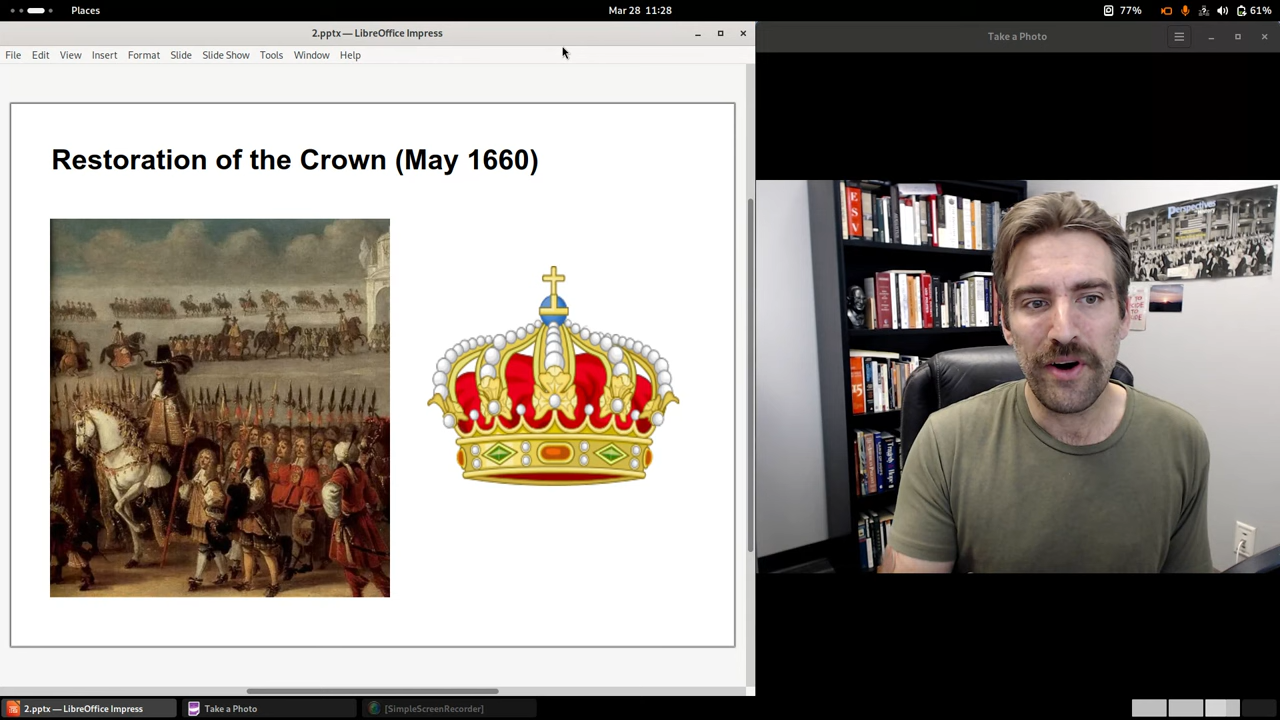 Places
Mar 28 11:28
77%
61%
2.pptx — LibreOffice Impress
File Edit View Insert Format Slide Slide Show Tools Window Help
Restoration of the Crown (May 1660)
Take a Photo
ESV
Perspectives
2.pptx — LibreOffice Impress
Take a Photo
[SimpleScreenRecorder]